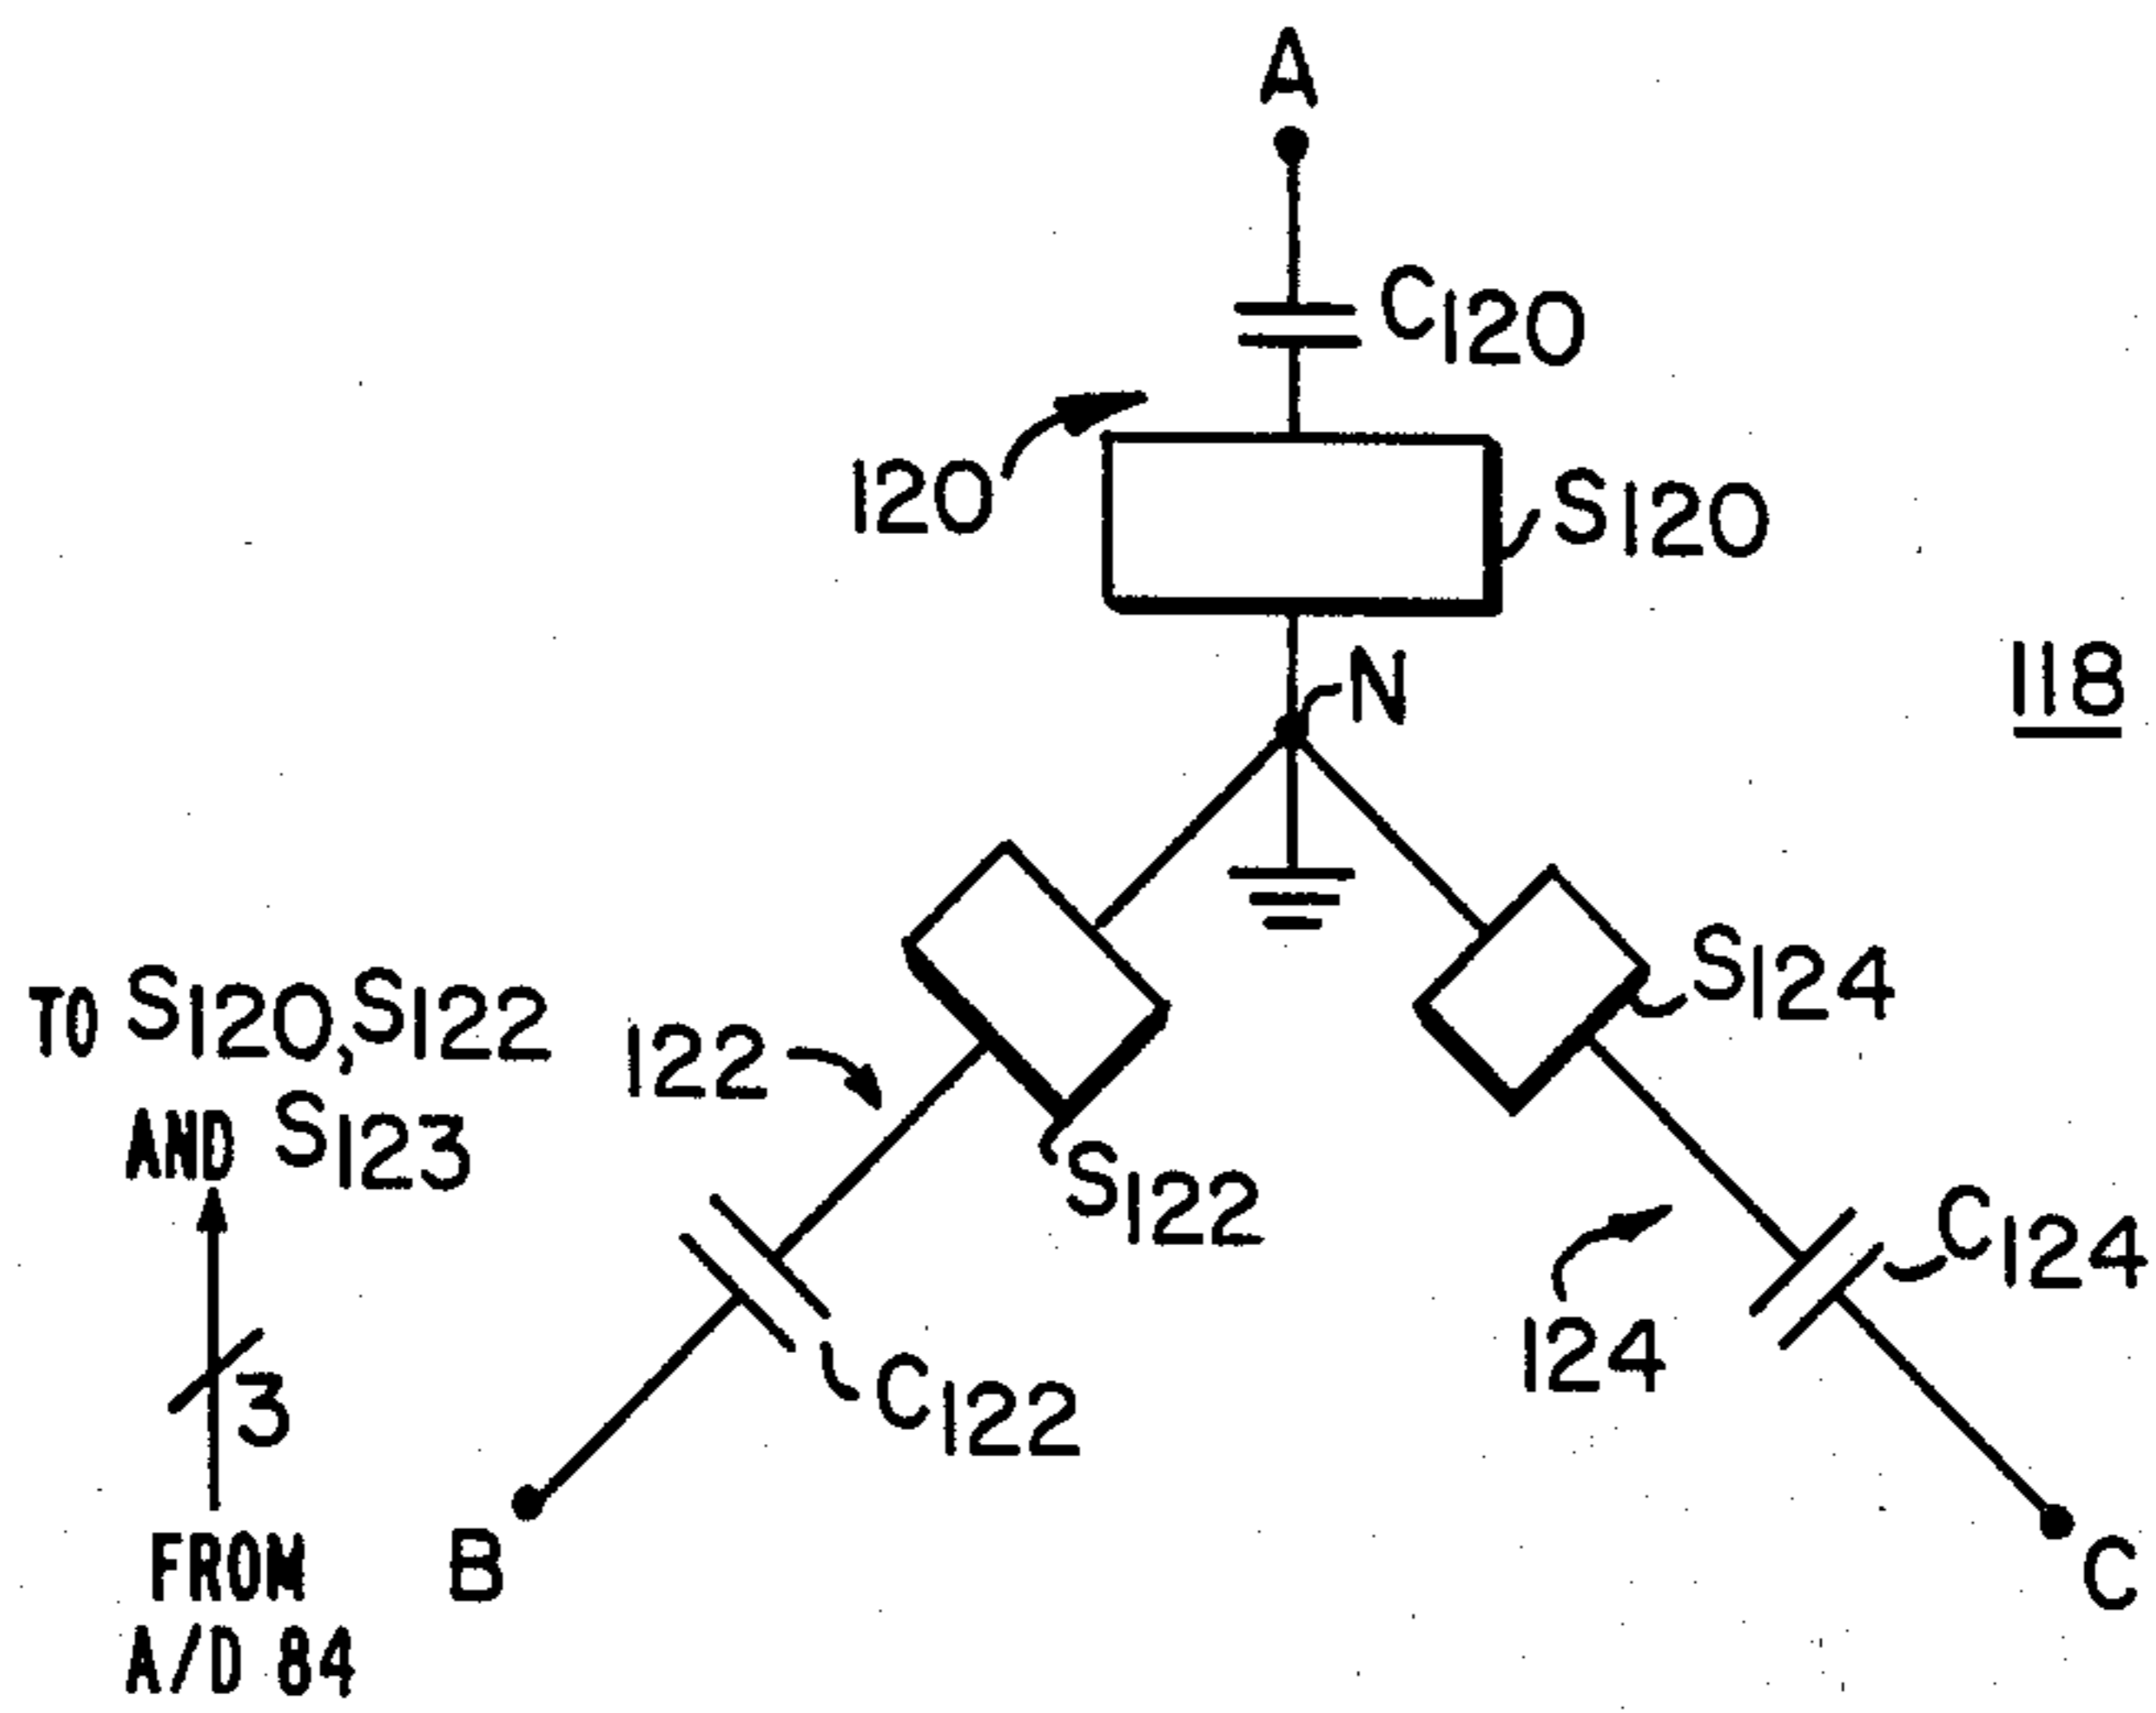 A
C120
120
S120
N
118
S124
TO S120, S122
AND S123
122
S122
C124
124
3
C122
FROM
A/D 84
B
C